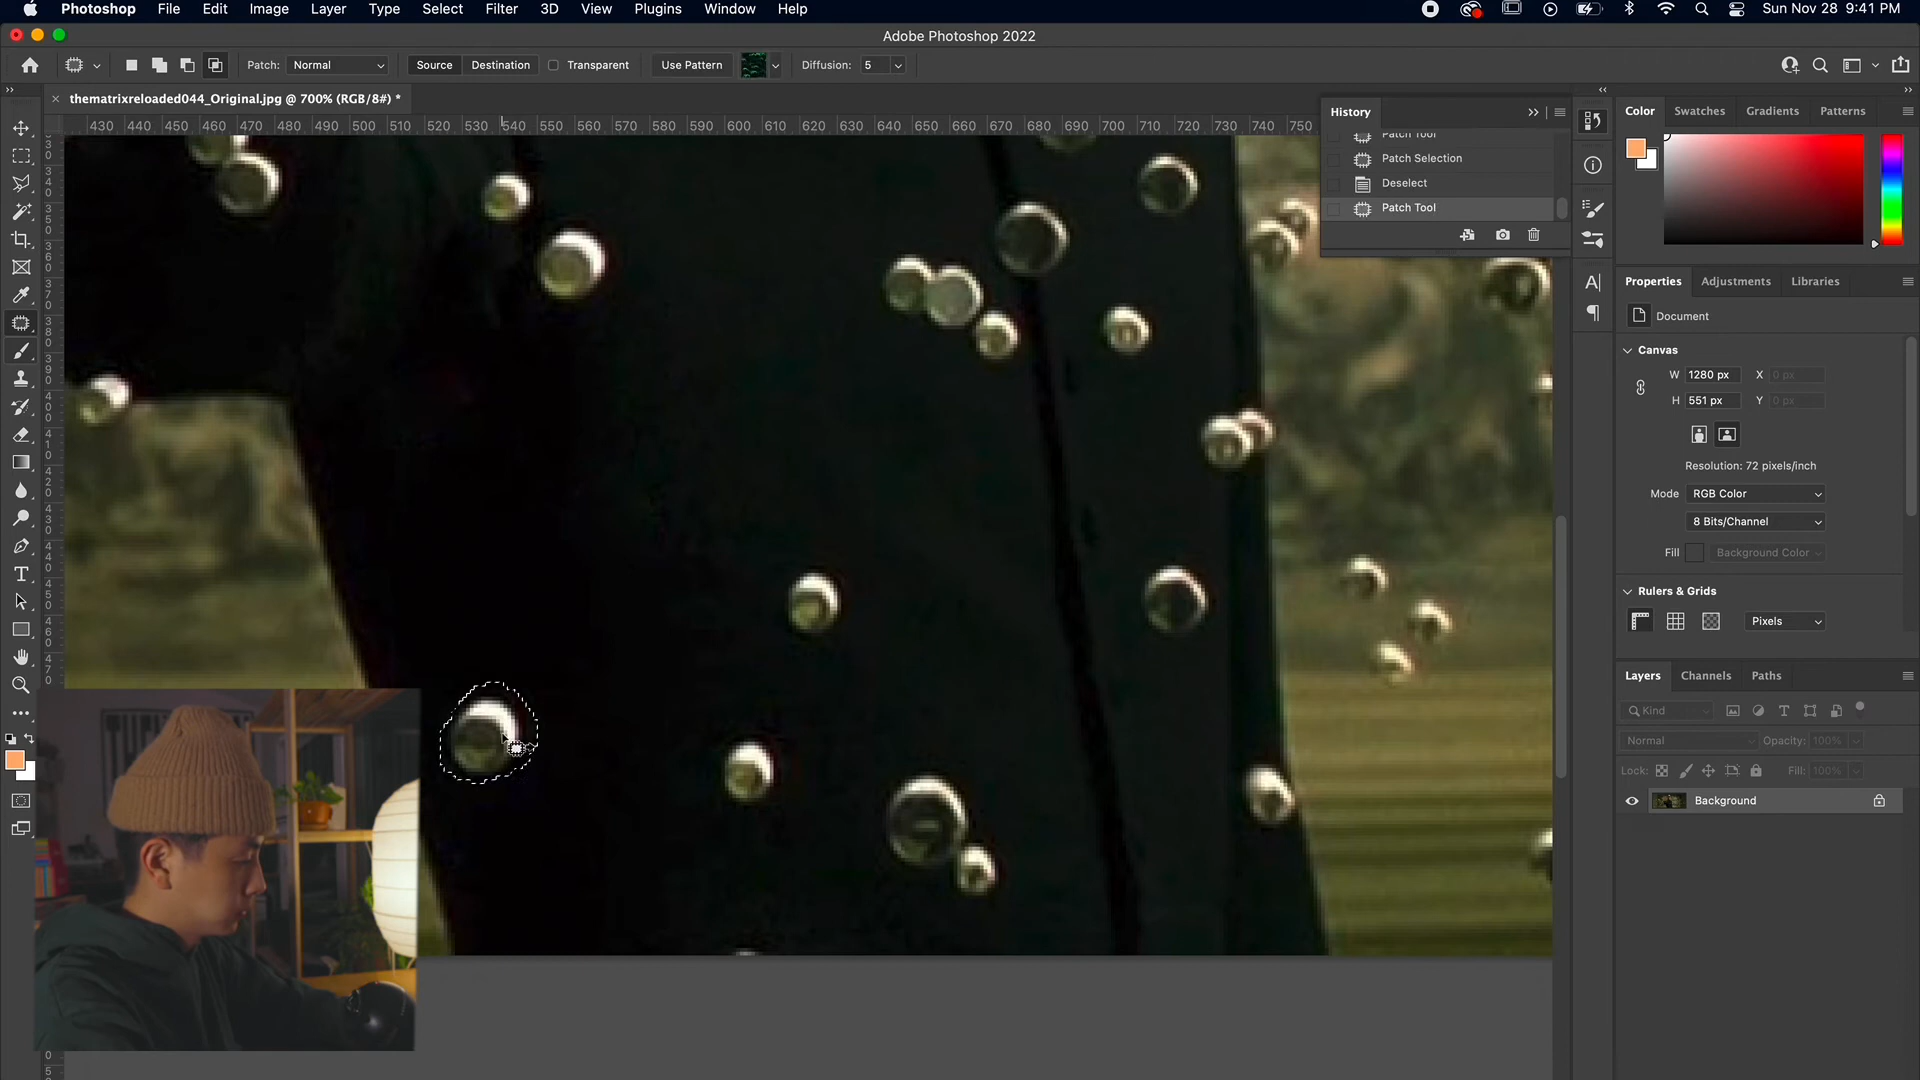 Photoshop File Edit Image Layer Type Select Filter 3D View Plugins Window Help Sun Nov 28 9:41 PM
Adobe Photoshop 2022
Patch: Normal Source Destination Transparent Use Pattern Diffusion: 5
thematrixreloaded044_Original.jpg @ 700% (RGB/8#) *
430 440 450 460 470 480 490 500 510 520 530 540 550 560 570 580 590 600 610 620 630 640 650 660 670 680 690 700 710 720 730 740 750
History
Patch Tool
Patch Selection
Deselect
Patch Tool
Color Swatches Gradients Patterns
Properties Adjustments Libraries
Document
Canvas
W 1280 px X 0 px
H 551 px Y 0 px
Resolution: 72 pixels/inch
Mode RGB Color
8 Bits/Channel
Fill Background Color
Rulers & Grids
Pixels
Layers Channels Paths
Kind
Normal Opacity: 100%
Lock: Fill: 100%
Background